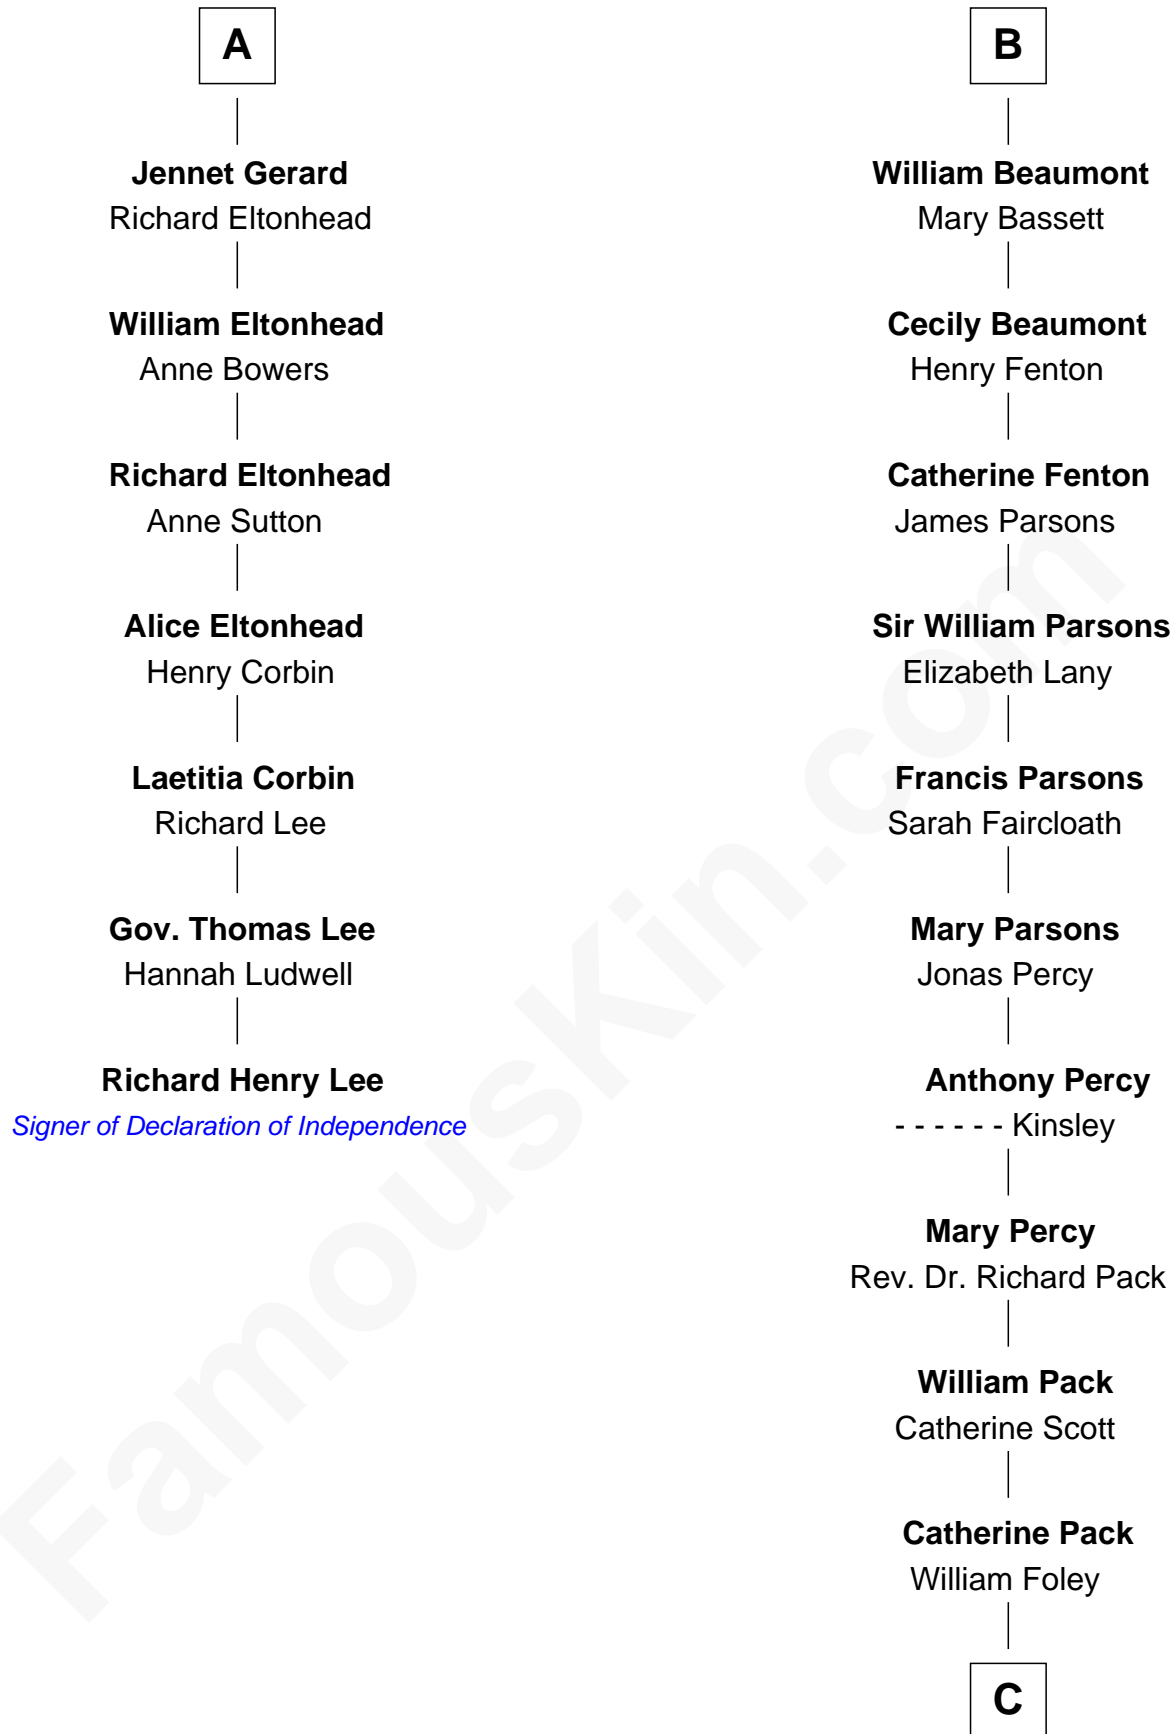 A
Jennet Gerard
Richard Eltonhead
William Eltonhead
Anne Bowers
Richard Eltonhead
Anne Sutton
Alice Eltonhead
Henry Corbin
Laetitia Corbin
Richard Lee
Gov. Thomas Lee
Hannah Ludwell
Richard Henry Lee
Signer of Declaration of Independence
B
William Beaumont
Mary Bassett
Cecily Beaumont
Henry Fenton
Catherine Fenton
James Parsons
Sir William Parsons
Elizabeth Lany
Francis Parsons
Sarah Faircloath
Mary Parsons
Jonas Percy
Anthony Percy
- - - - - - Kinsley
Mary Percy
Rev. Dr. Richard Pack
William Pack
Catherine Scott
Catherine Pack
William Foley
C
FamousKin.com